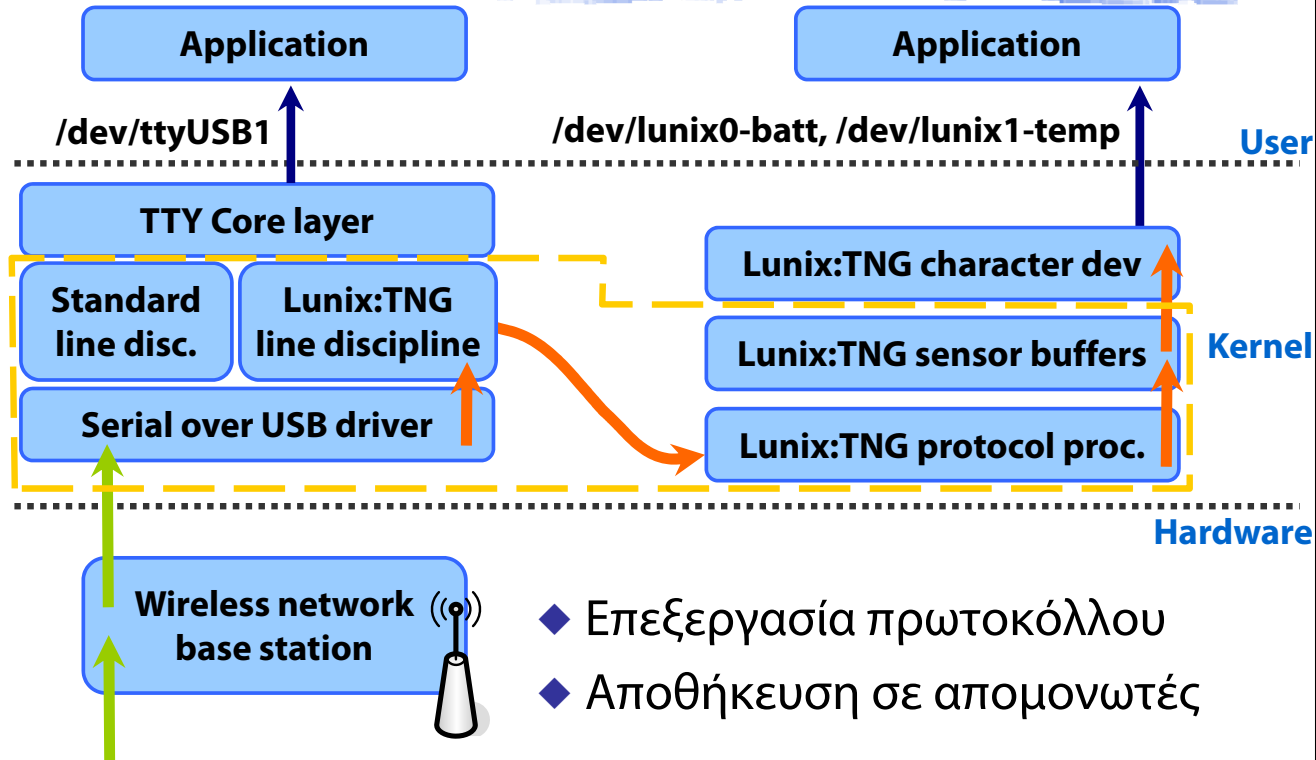 Application
Application
/dev/ttyUSB1
/dev/lunix0-batt, /dev/lunix1-temp
User
TTY Core layer
Standard
line disc.
Lunix:TNG
line discipline
Serial over USB driver
Lunix:TNG character dev
Lunix:TNG sensor buffers
Kernel
Lunix:TNG protocol proc.
Hardware
Wireless network
base station
Επεξεργασία πρωτοκόλλου
Αποθήκευση σε απομονωτές